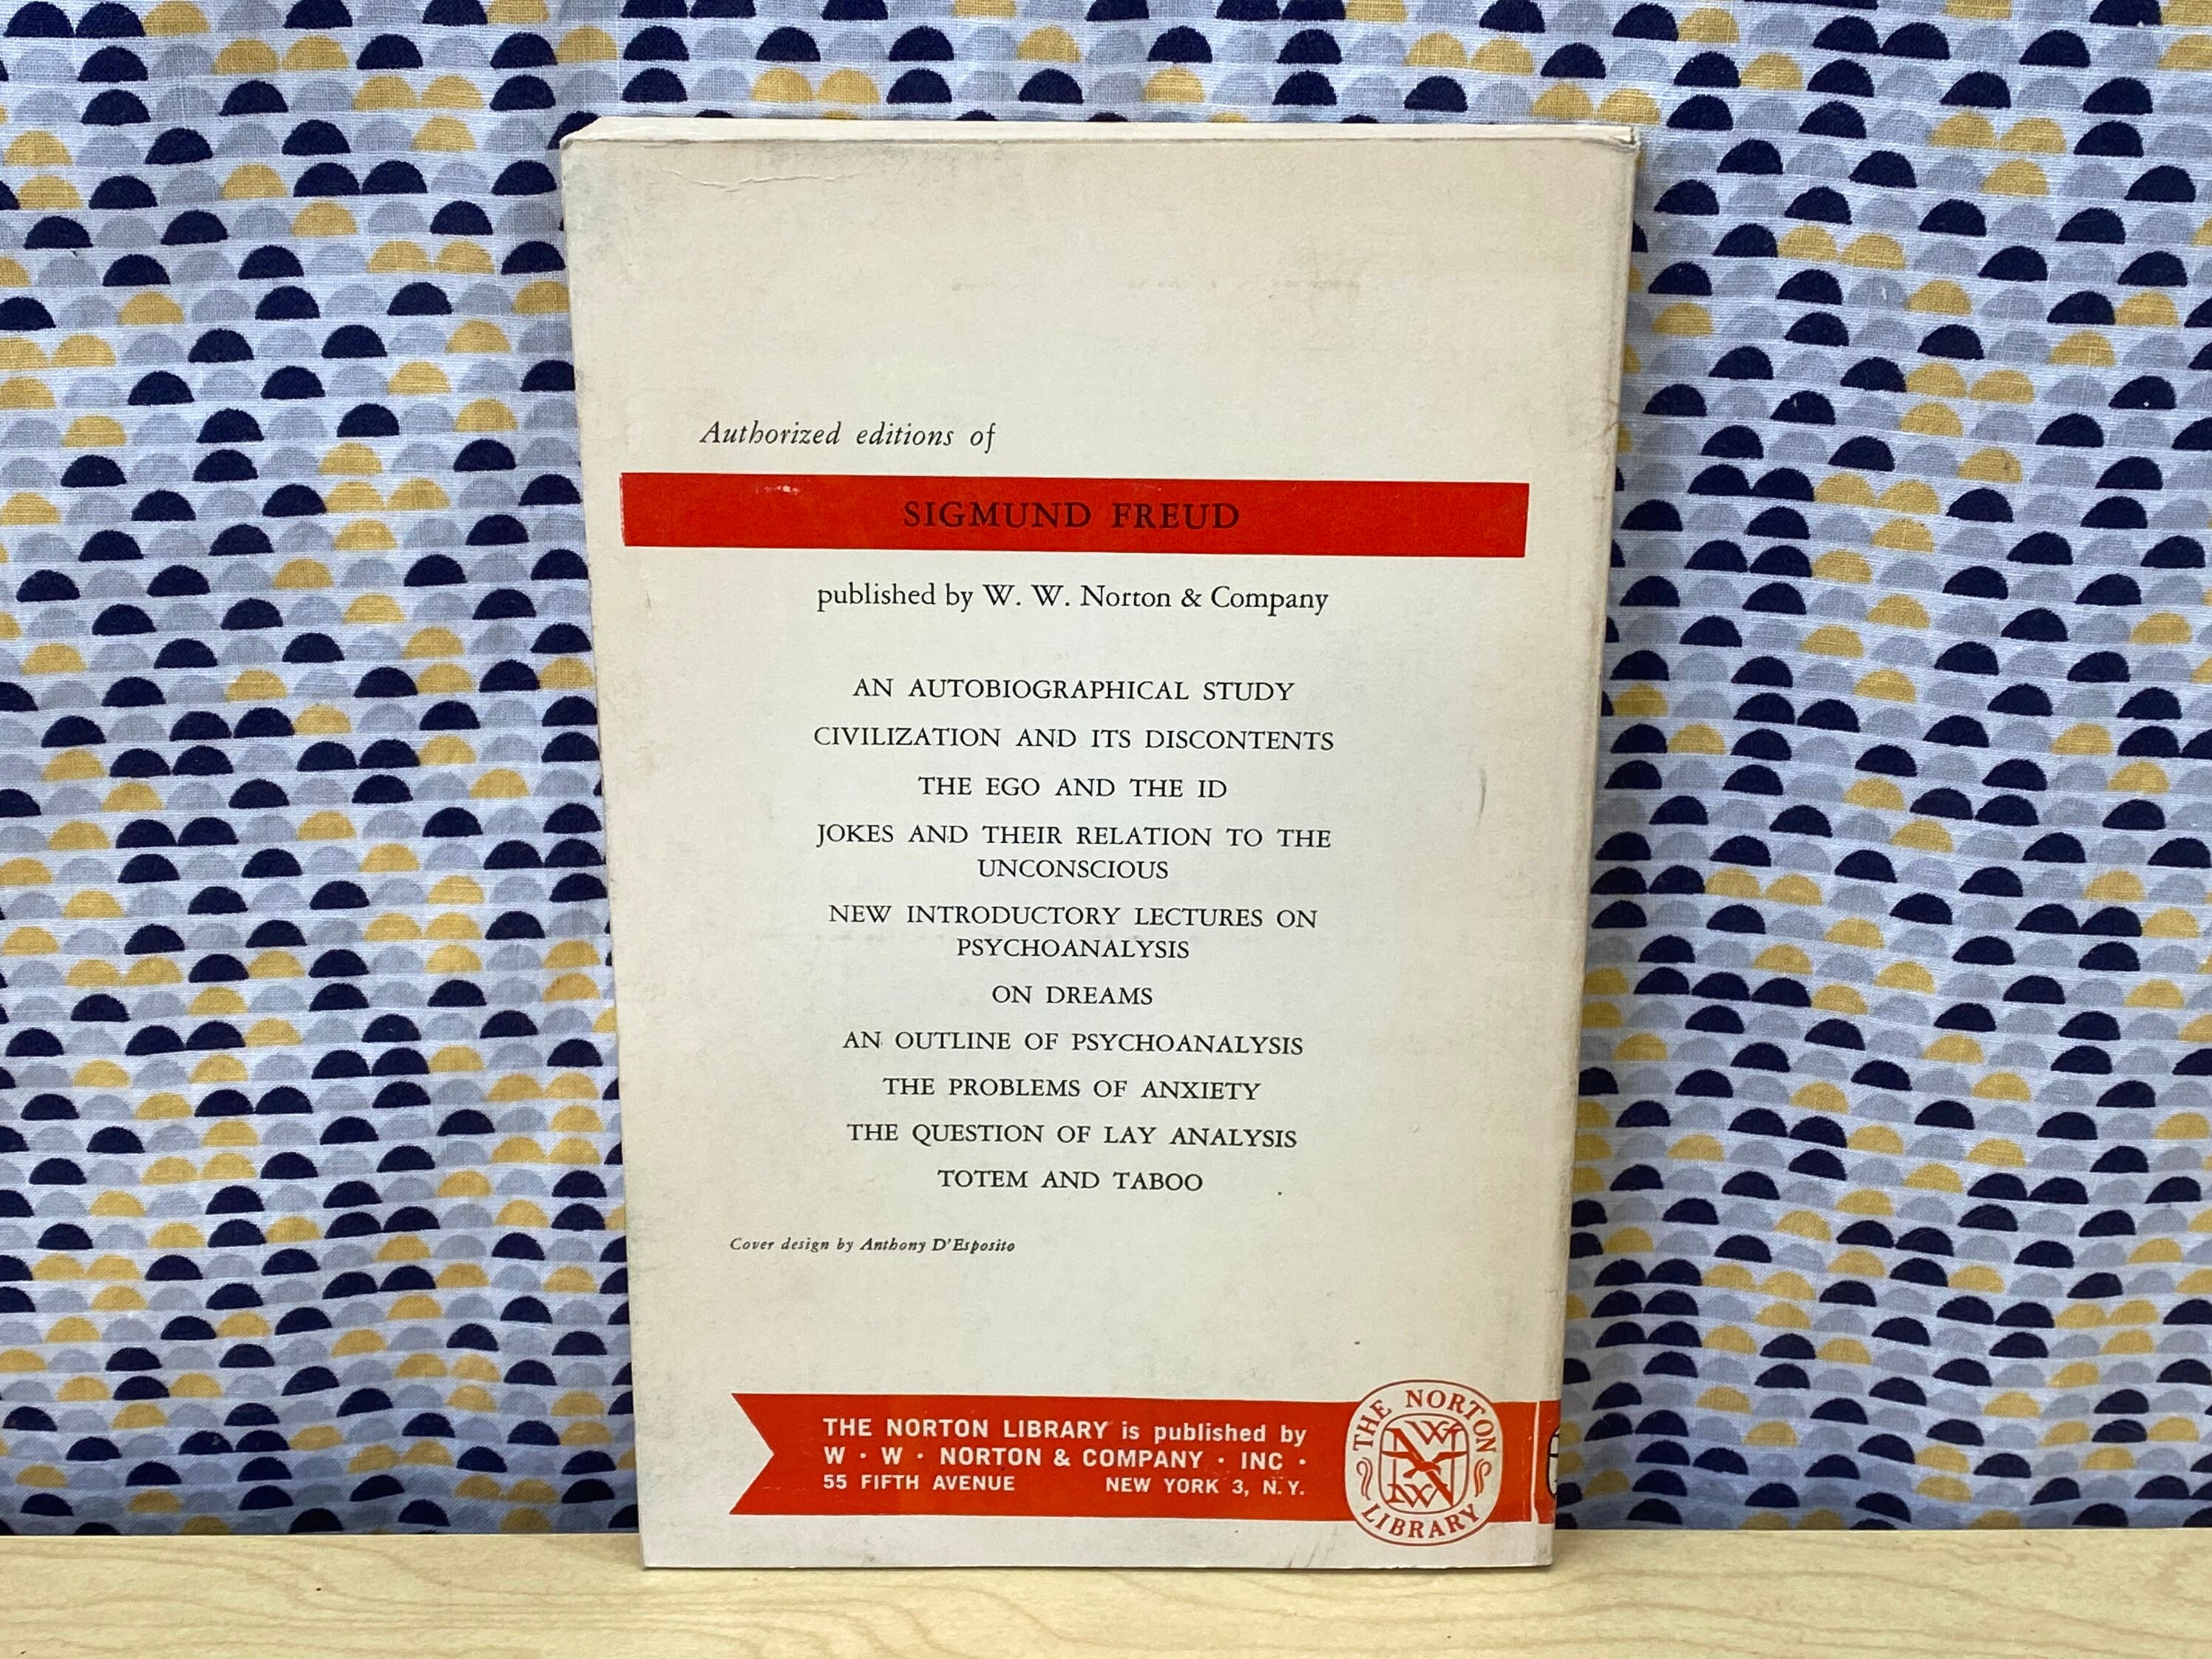 Authorized editions of
SIGMUND FREUD
published by W. W. Norton & Company
AN AUTOBIOGRAPHICAL STUDY
CIVILIZATION AND ITS DISCONTENTS
THE EGO AND THE ID
JOKES AND THEIR RELATION TO THE
UNCONSCIOUS
NEW INTRODUCTORY LECTURES ON
PSYCHOANALYSIS
ON DREAMS
AN OUTLINE OF PSYCHOANALYSIS
THE PROBLEMS OF ANXIETY
THE QUESTION OF LAY ANALYSIS
TOTEM AND TABOO
Cover design by Anthony D'Esposito
THE NORTON LIBRARY is published by
W · W · NORTON & COMPANY · INC ·
55 FIFTH AVENUE NEW YORK 3, N.Y.
THE NORTON
LIBRARY